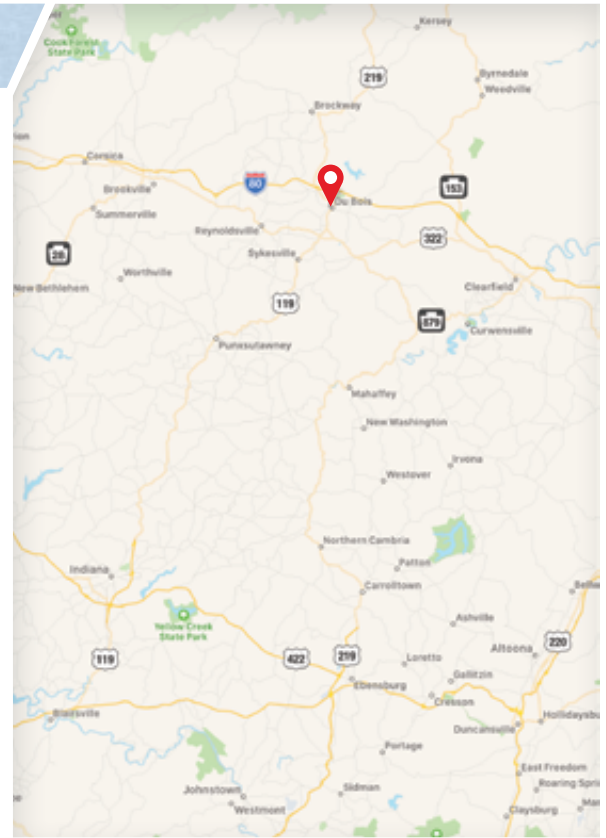 Kersey
Cook Forest
State Park
219
Byrnedale
Weedville
Brockway
Corsica
80
153
Brookville
Du Bois
Summerville
Reynoldsville
322
28
Sykesville
Worthville
Clearfield
New Bethlehem
119
879
Curwensville
Punxsutawney
Mahaffey
New Washington
Irvona
Westover
Northern Cambria
Patton
Indiana
Carrolltown
Ashville
Yellow Creek
State Park
Altoona
220
119
422
219
Loretto
Gallitzin
Ebensburg
Cresson
Blairsville
Hollidaysbu
Duncansville
Portage
East Freedom
Roaring Spri
Johnstown
Sidman
Westmont
Claysburg